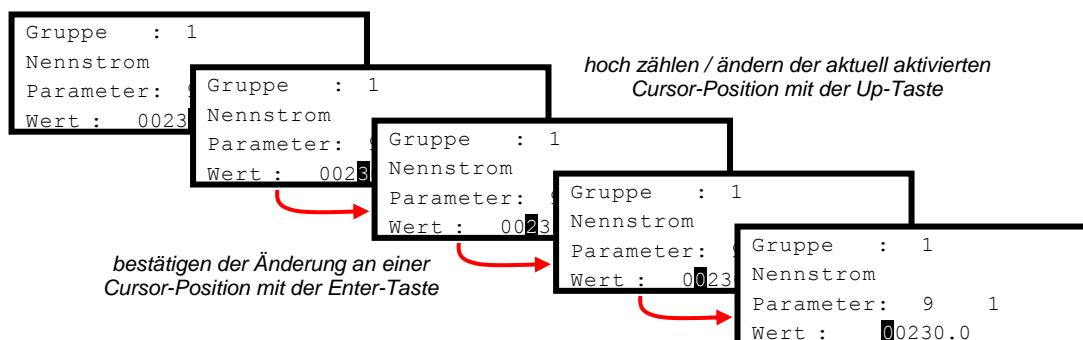 Gruppe : 1
Nennstrom
Parameter:
Wert : 0023
Gruppe : 1
Nennstrom
Parameter:
Wert : 0023
Gruppe : 1
Nennstrom
Parameter: 9
Wert : 0023
Gruppe : 1
Nennstrom
Parameter: 9
Wert : 0023
Gruppe : 1
Nennstrom
Parameter: 9 1
Wert : 00230.0
hoch zählen / ändern der aktuell aktivierten
Cursor-Position mit der Up-Taste
bestätigen der Änderung an einer
Cursor-Position mit der Enter-Taste